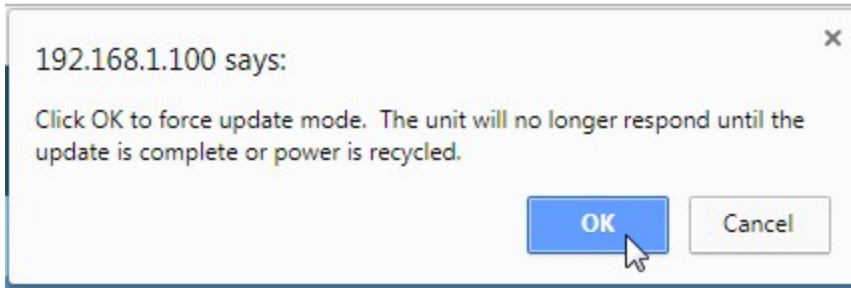 192.168.1.100 says:
Click OK to force update mode.  The unit will no longer respond until the
update is complete or power is recycled.
OK
Cancel